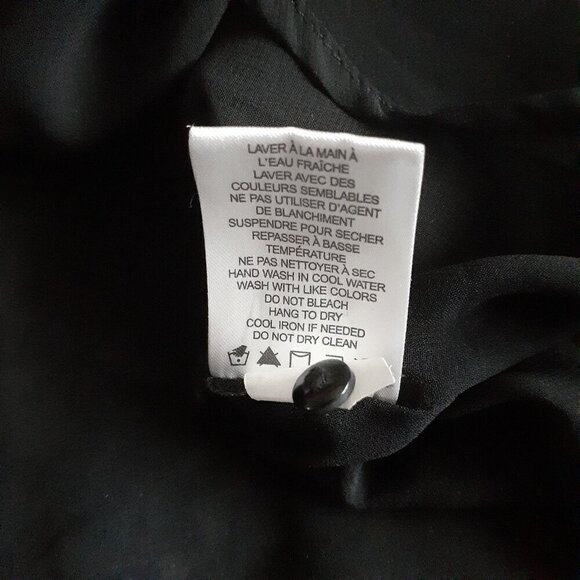 LAVER À LA MAIN À
L'EAU FRAÎCHE
LAVER AVEC DES
COULEURS SEMBLABLES
NE PAS UTILISER D'AGENT
DE BLANCHIMENT
SUSPENDRE POUR SECHER
REPASSER À BASSE
TEMPÉRATURE
NE PAS NETTOYER À SEC
HAND WASH IN COOL WATER
WASH WITH LIKE COLORS
DO NOT BLEACH
HANG TO DRY
COOL IRON IF NEEDED
DO NOT DRY CLEAN